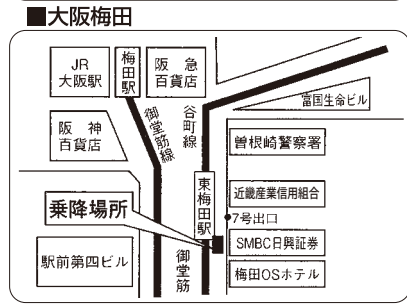 ■大阪梅田
JR
大阪駅
梅田駅
阪急
百貨店
御堂筋線
谷町線
富国生命ビル
阪神
百貨店
曽根崎警察署
東梅田駅
近畿産業信用組合
乗降場所
7号出口
SMBC日興証券
駅前第四ビル
御堂筋
梅田OSホテル